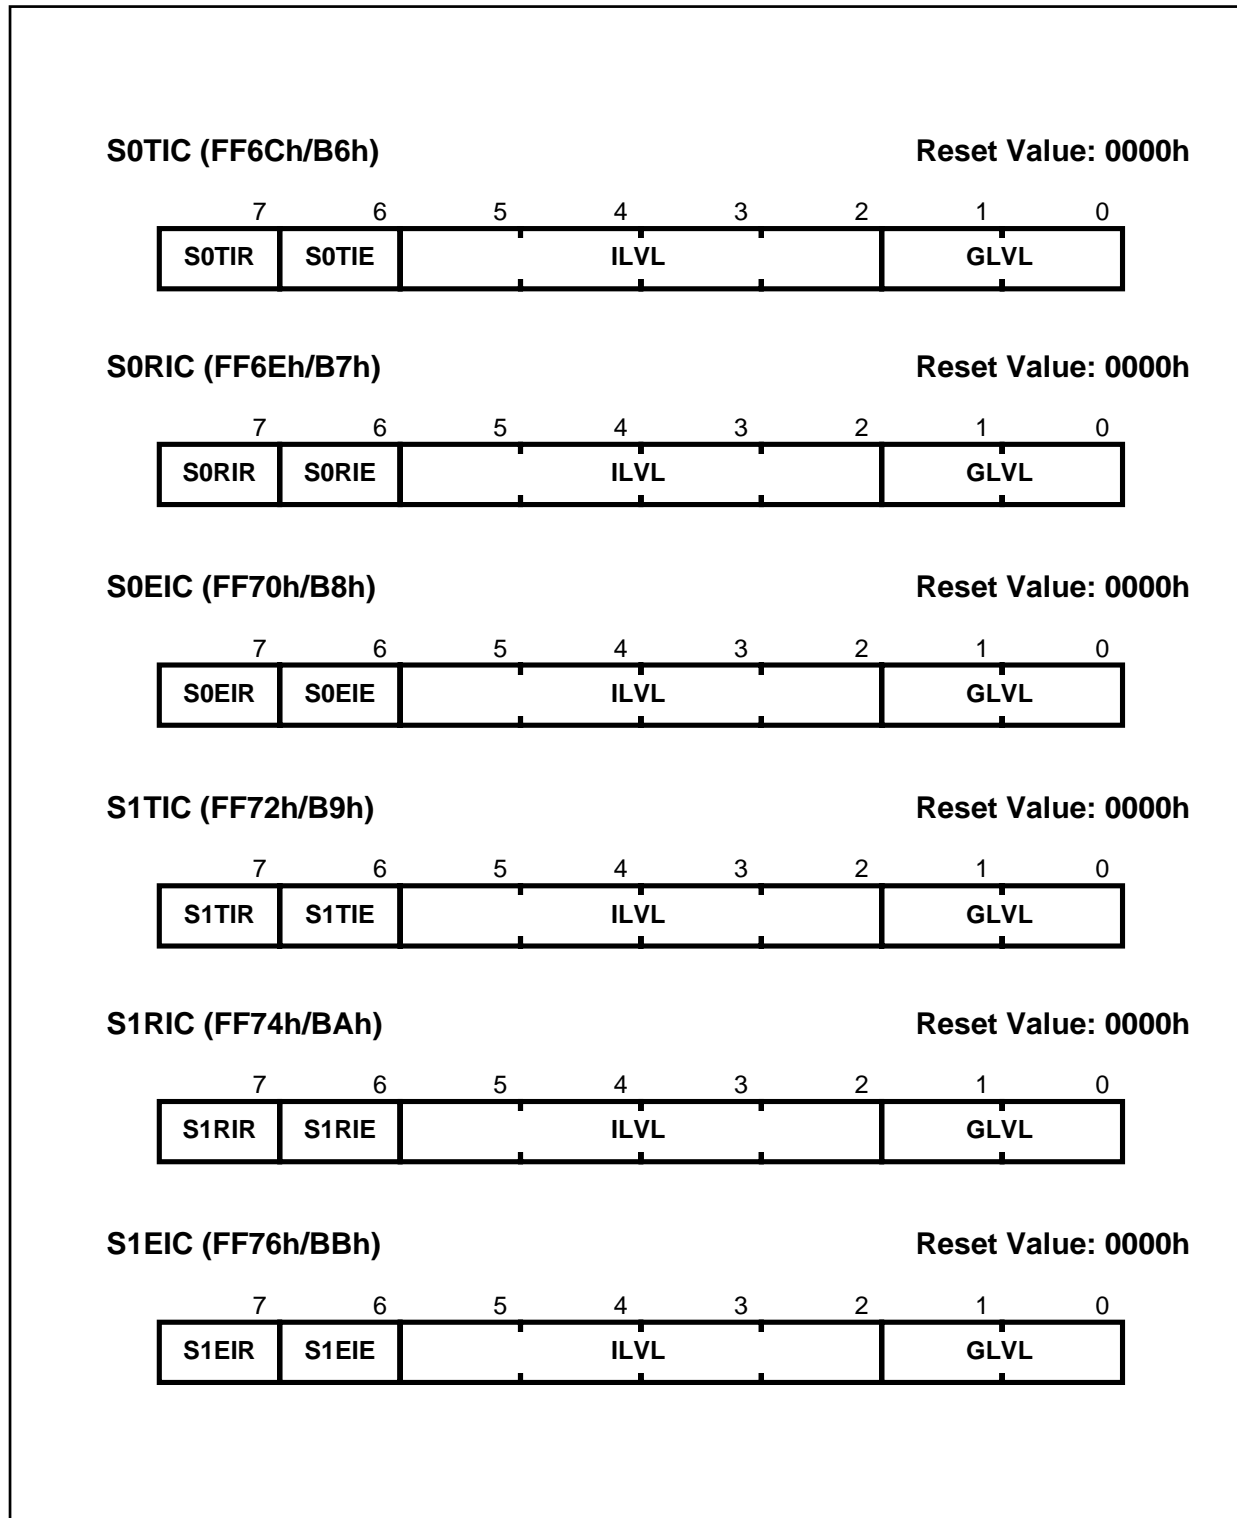 S0TIC (FF6Ch/B6h) Reset Value: 0000h
7 6 5 4 3 2 1 0
S0TIR S0TIE ILVL GLVL
S0RIC (FF6Eh/B7h) Reset Value: 0000h
7 6 5 4 3 2 1 0
S0RIR S0RIE ILVL GLVL
S0EIC (FF70h/B8h) Reset Value: 0000h
7 6 5 4 3 2 1 0
S0EIR S0EIE ILVL GLVL
S1TIC (FF72h/B9h) Reset Value: 0000h
7 6 5 4 3 2 1 0
S1TIR S1TIE ILVL GLVL
S1RIC (FF74h/BAh) Reset Value: 0000h
7 6 5 4 3 2 1 0
S1RIR S1RIE ILVL GLVL
S1EIC (FF76h/BBh) Reset Value: 0000h
7 6 5 4 3 2 1 0
S1EIR S1EIE ILVL GLVL